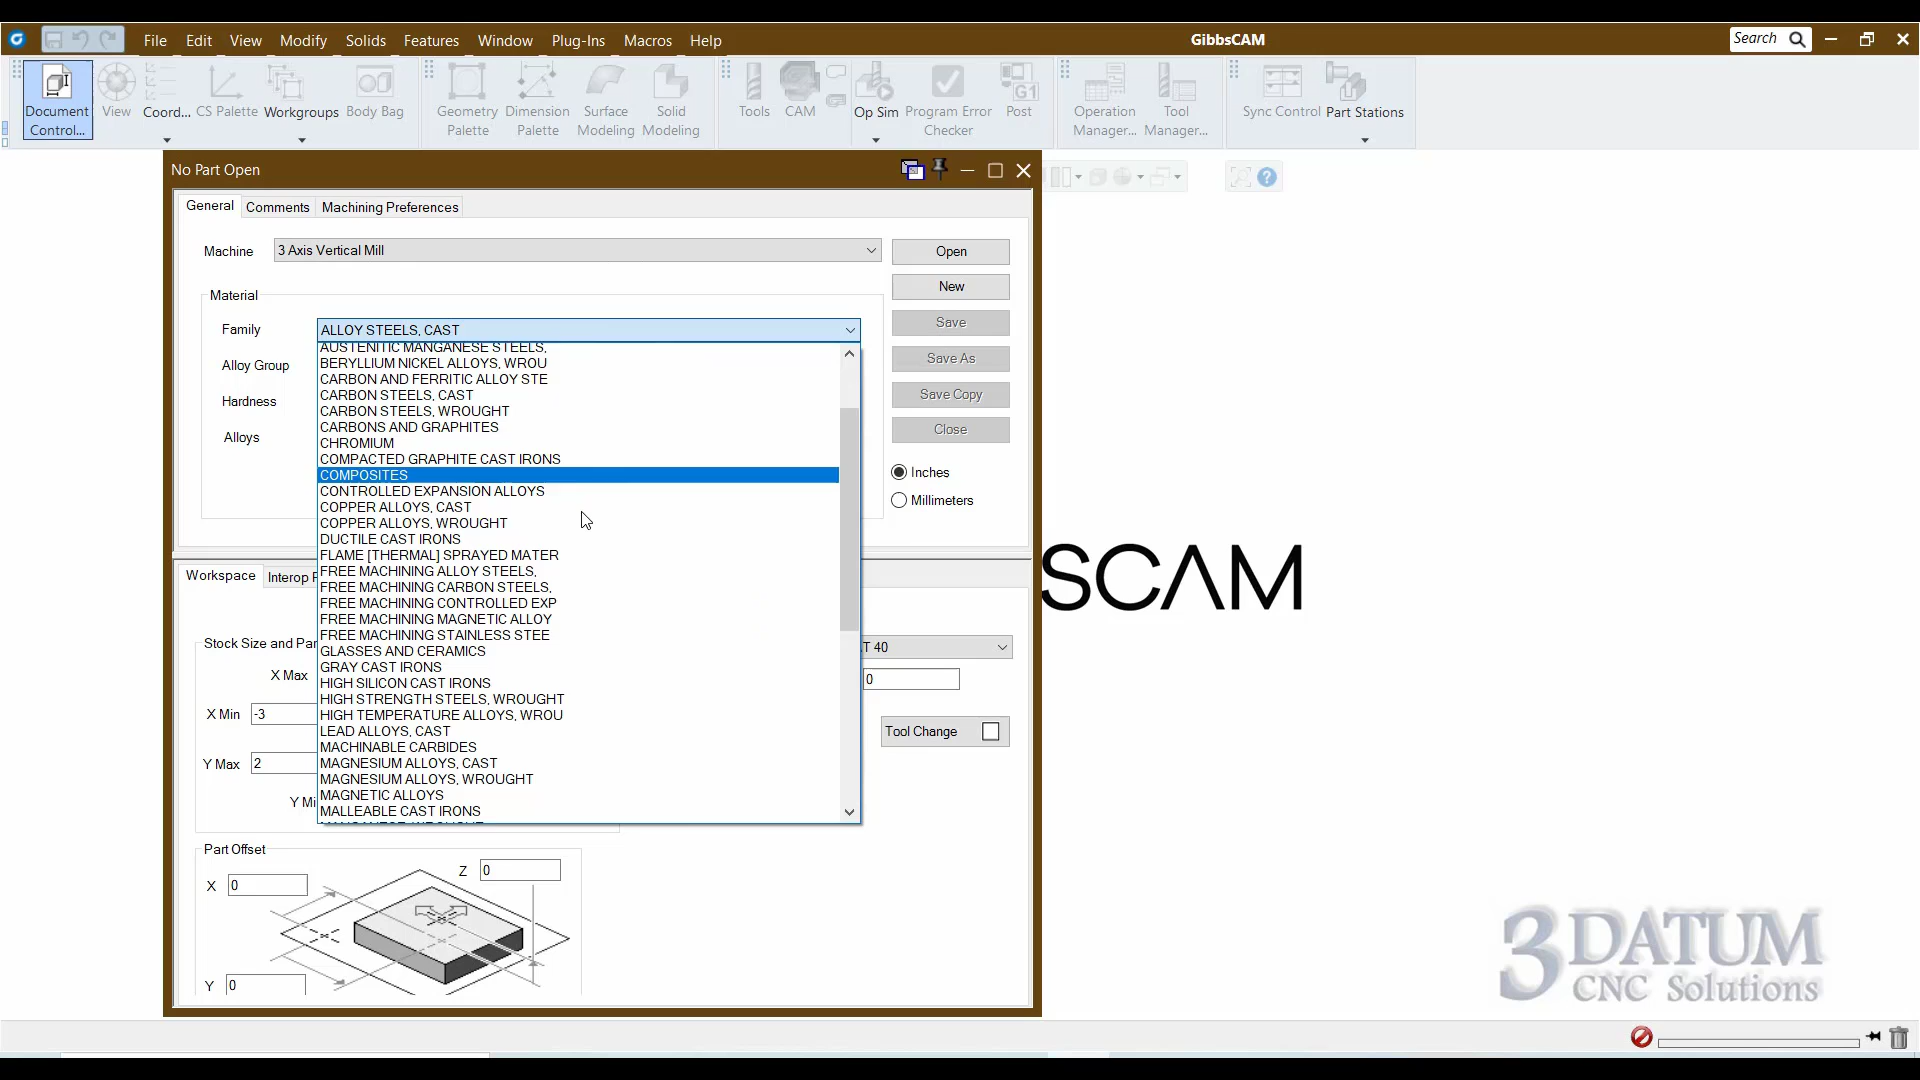 File Edit View Modify Solids Features Window Plug-Ins Macros Help
GibbsCAM
Search
Document Control...
View
Coord...
CS Palette
Workgroups
Body Bag
Geometry Palette
Dimension Palette
Surface Modeling
Solid Modeling
Tools
CAM
Op Sim
Program Error Checker
G1
Post
Operation Manager...
Tool Manager...
Sync Control
Part Stations
No Part Open
General Comments Machining Preferences
Machine 3 Axis Vertical Mill
Open
Material
New
Family ALLOY STEELS, CAST
Save
Alloy Group
Save As
Hardness
Save Copy
Alloys
Close
AUSTENITIC MANGANESE STEELS,
BERYLLIUM NICKEL ALLOYS, WROU
CARBON AND FERRITIC ALLOY STE
CARBON STEELS, CAST
CARBON STEELS, WROUGHT
CARBONS AND GRAPHITES
CHROMIUM
COMPACTED GRAPHITE CAST IRONS
COMPOSITES
CONTROLLED EXPANSION ALLOYS
COPPER ALLOYS, CAST
COPPER ALLOYS, WROUGHT
DUCTILE CAST IRONS
FLAME [THERMAL] SPRAYED MATER
FREE MACHINING ALLOY STEELS,
FREE MACHINING CARBON STEELS,
FREE MACHINING CONTROLLED EXP
FREE MACHINING MAGNETIC ALLOY
FREE MACHINING STAINLESS STEE
GLASSES AND CERAMICS
GRAY CAST IRONS
HIGH SILICON CAST IRONS
HIGH STRENGTH STEELS, WROUGHT
HIGH TEMPERATURE ALLOYS, WROU
LEAD ALLOYS, CAST
MACHINABLE CARBIDES
MAGNESIUM ALLOYS, CAST
MAGNESIUM ALLOYS, WROUGHT
MAGNETIC ALLOYS
MALLEABLE CAST IRONS
Inches
Millimeters
Workspace Interop
Stock Size and Par
T 40
X Max
0
X Min -3
Tool Change
Y Max 2
Y Mi
Part Offset
Z 0
X 0
Y 0
SCAM
3 DATUM
CNC Solutions